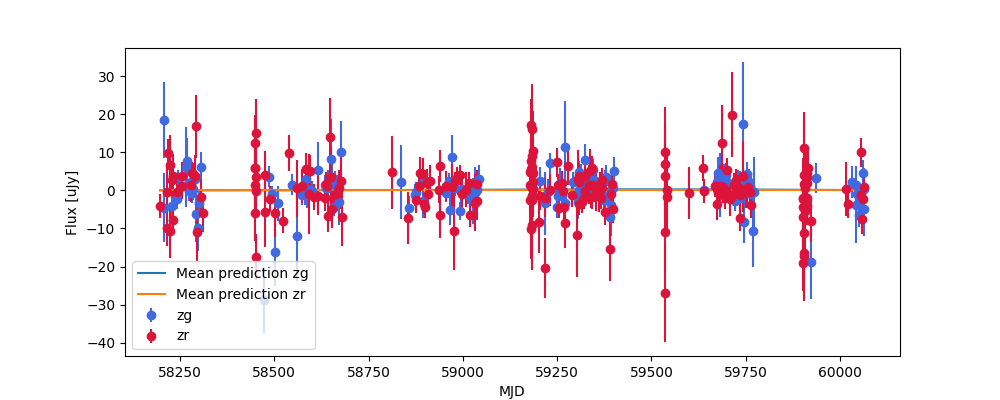 30
20
10
0
−10
−20
−30
−40
Flux [uJy]
Mean prediction zg
Mean prediction zr
zg
zr
58250 58500 58750 59000 59250 59500 59750 60000
MJD